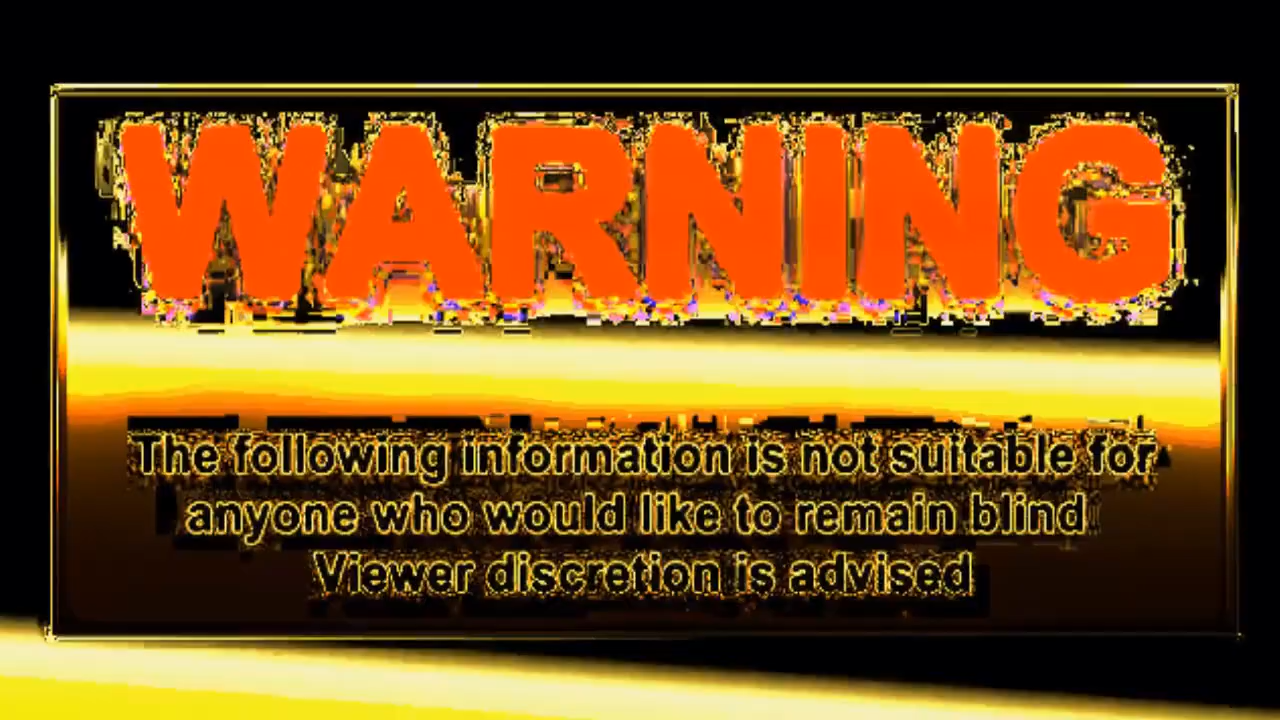 WARNING
The following information is not suitable for
anyone who would like to remain blind
Viewer discretion is advised